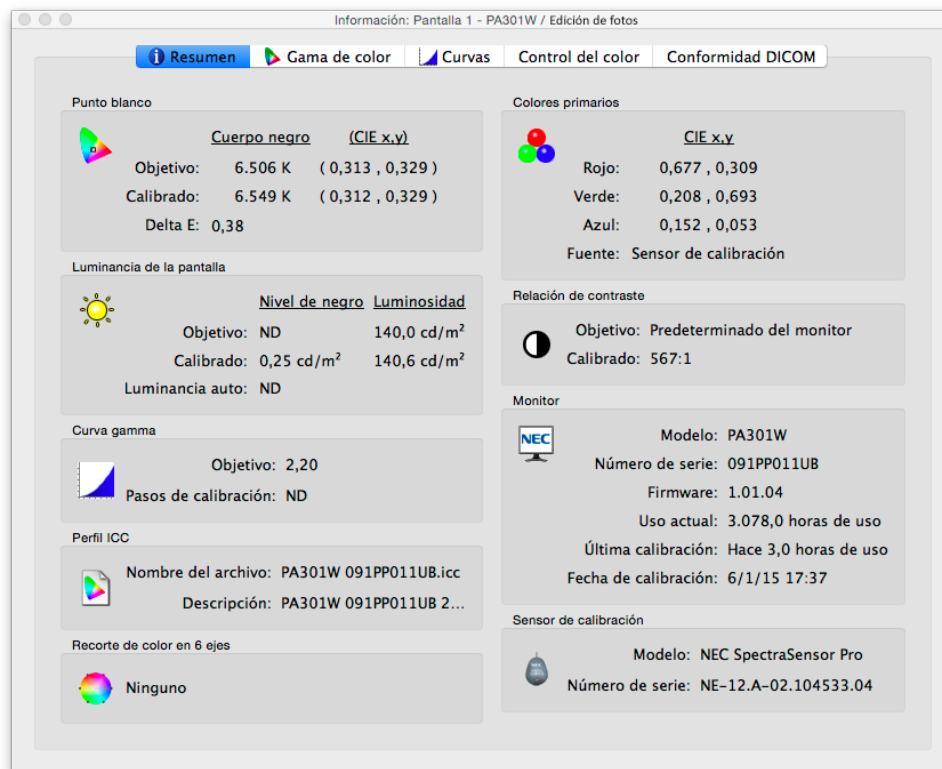 Información: Pantalla 1 - PA301W / Edición de fotos
Resumen Gama de color Curvas Control del color Conformidad DICOM
Punto blanco
Cuerpo negro (CIE x,y)
Objetivo: 6.506 K ( 0,313 , 0,329 )
Calibrado: 6.549 K ( 0,312 , 0,329 )
Delta E: 0,38
Luminancia de la pantalla
Nivel de negro Luminosidad
Objetivo: ND 140,0 cd/m²
Calibrado: 0,25 cd/m² 140,6 cd/m²
Luminancia auto: ND
Curva gamma
Objetivo: 2,20
Pasos de calibración: ND
Perfil ICC
Nombre del archivo: PA301W 091PP011UB.icc
Descripción: PA301W 091PP011UB 2...
Recorte de color en 6 ejes
Ninguno
Colores primarios
CIE x,y
Rojo: 0,677 , 0,309
Verde: 0,208 , 0,693
Azul: 0,152 , 0,053
Fuente: Sensor de calibración
Relación de contraste
Objetivo: Predeterminado del monitor
Calibrado: 567:1
Monitor
NEC
Modelo: PA301W
Número de serie: 091PP011UB
Firmware: 1.01.04
Uso actual: 3.078,0 horas de uso
Última calibración: Hace 3,0 horas de uso
Fecha de calibración: 6/1/15 17:37
Sensor de calibración
Modelo: NEC SpectraSensor Pro
Número de serie: NE-12.A-02.104533.04